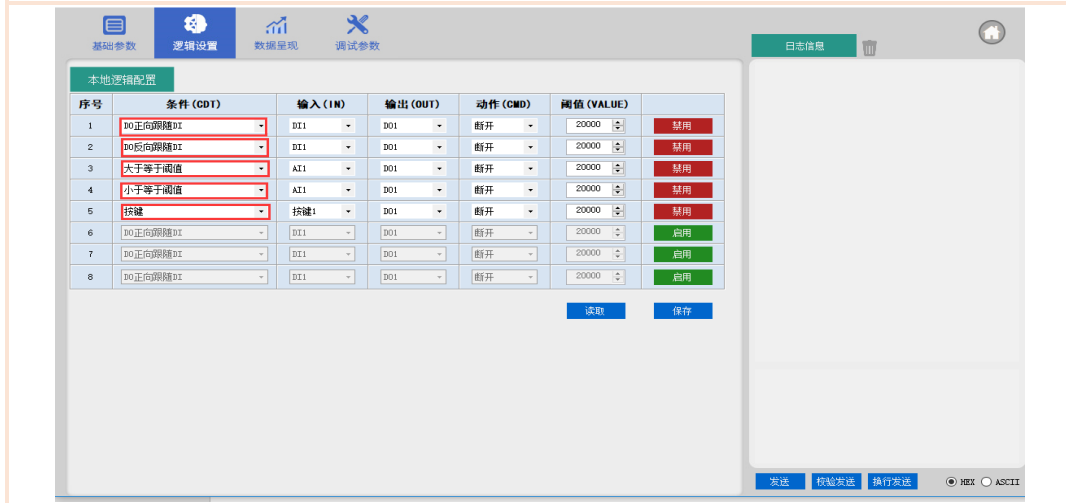 基础参数 逻辑设置 数据呈现 调试参数
日志信息
本地逻辑配置
序号 条件(CDT) 输入(IN) 输出(OUT) 动作(CMD) 阈值(VALUE)
1 DO正向跟随DI DI1 DO1 断开 20000 禁用
2 DO反向跟随DI DI1 DO1 断开 20000 禁用
3 大于等于阈值 AI1 DO1 断开 20000 禁用
4 小于等于阈值 AI1 DO1 断开 20000 禁用
5 按键 按键1 DO1 断开 20000 禁用
6 DO正向跟随DI DI1 DO1 断开 20000 启用
7 DO正向跟随DI DI1 DO1 断开 20000 启用
8 DO正向跟随DI DI1 DO1 断开 20000 启用
读取 保存
发送 校验发送 换行发送 HEX ASCII